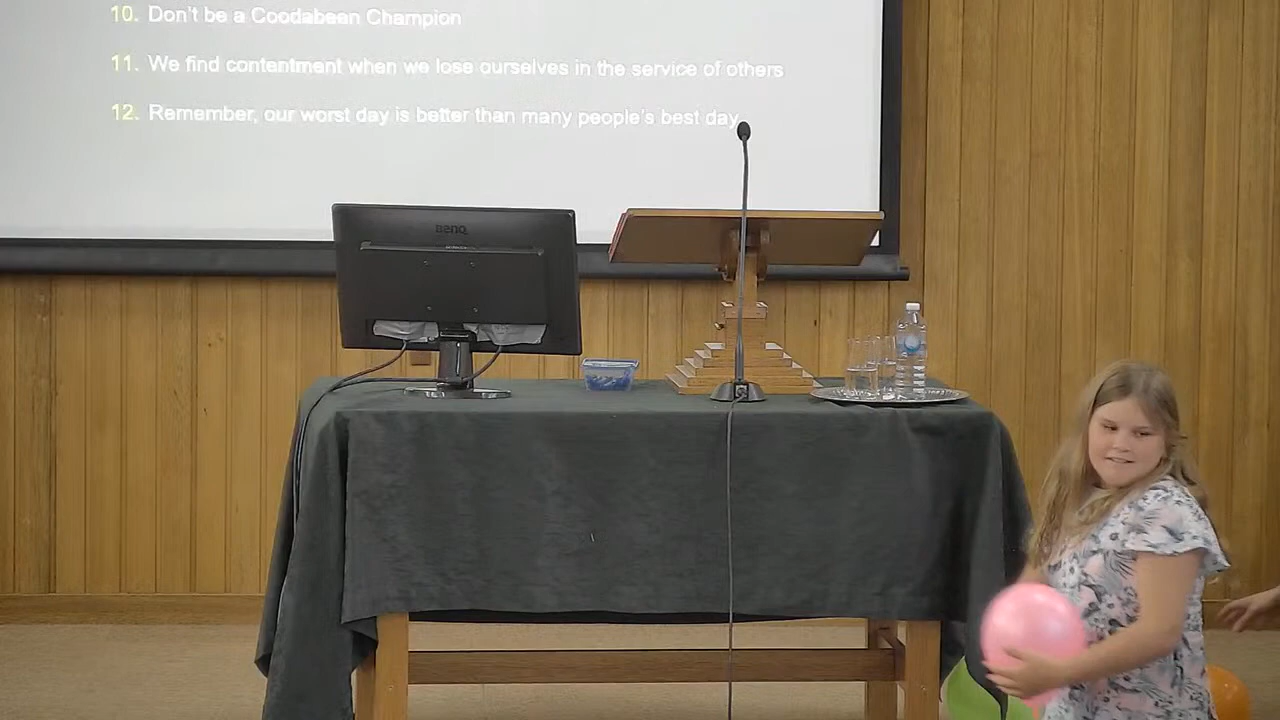 10. Don't be a Coodabeen Champion
11. We find contentment when we lose ourselves in the service of others
12. Remember, our worst day is better than many people's best day
BenQ